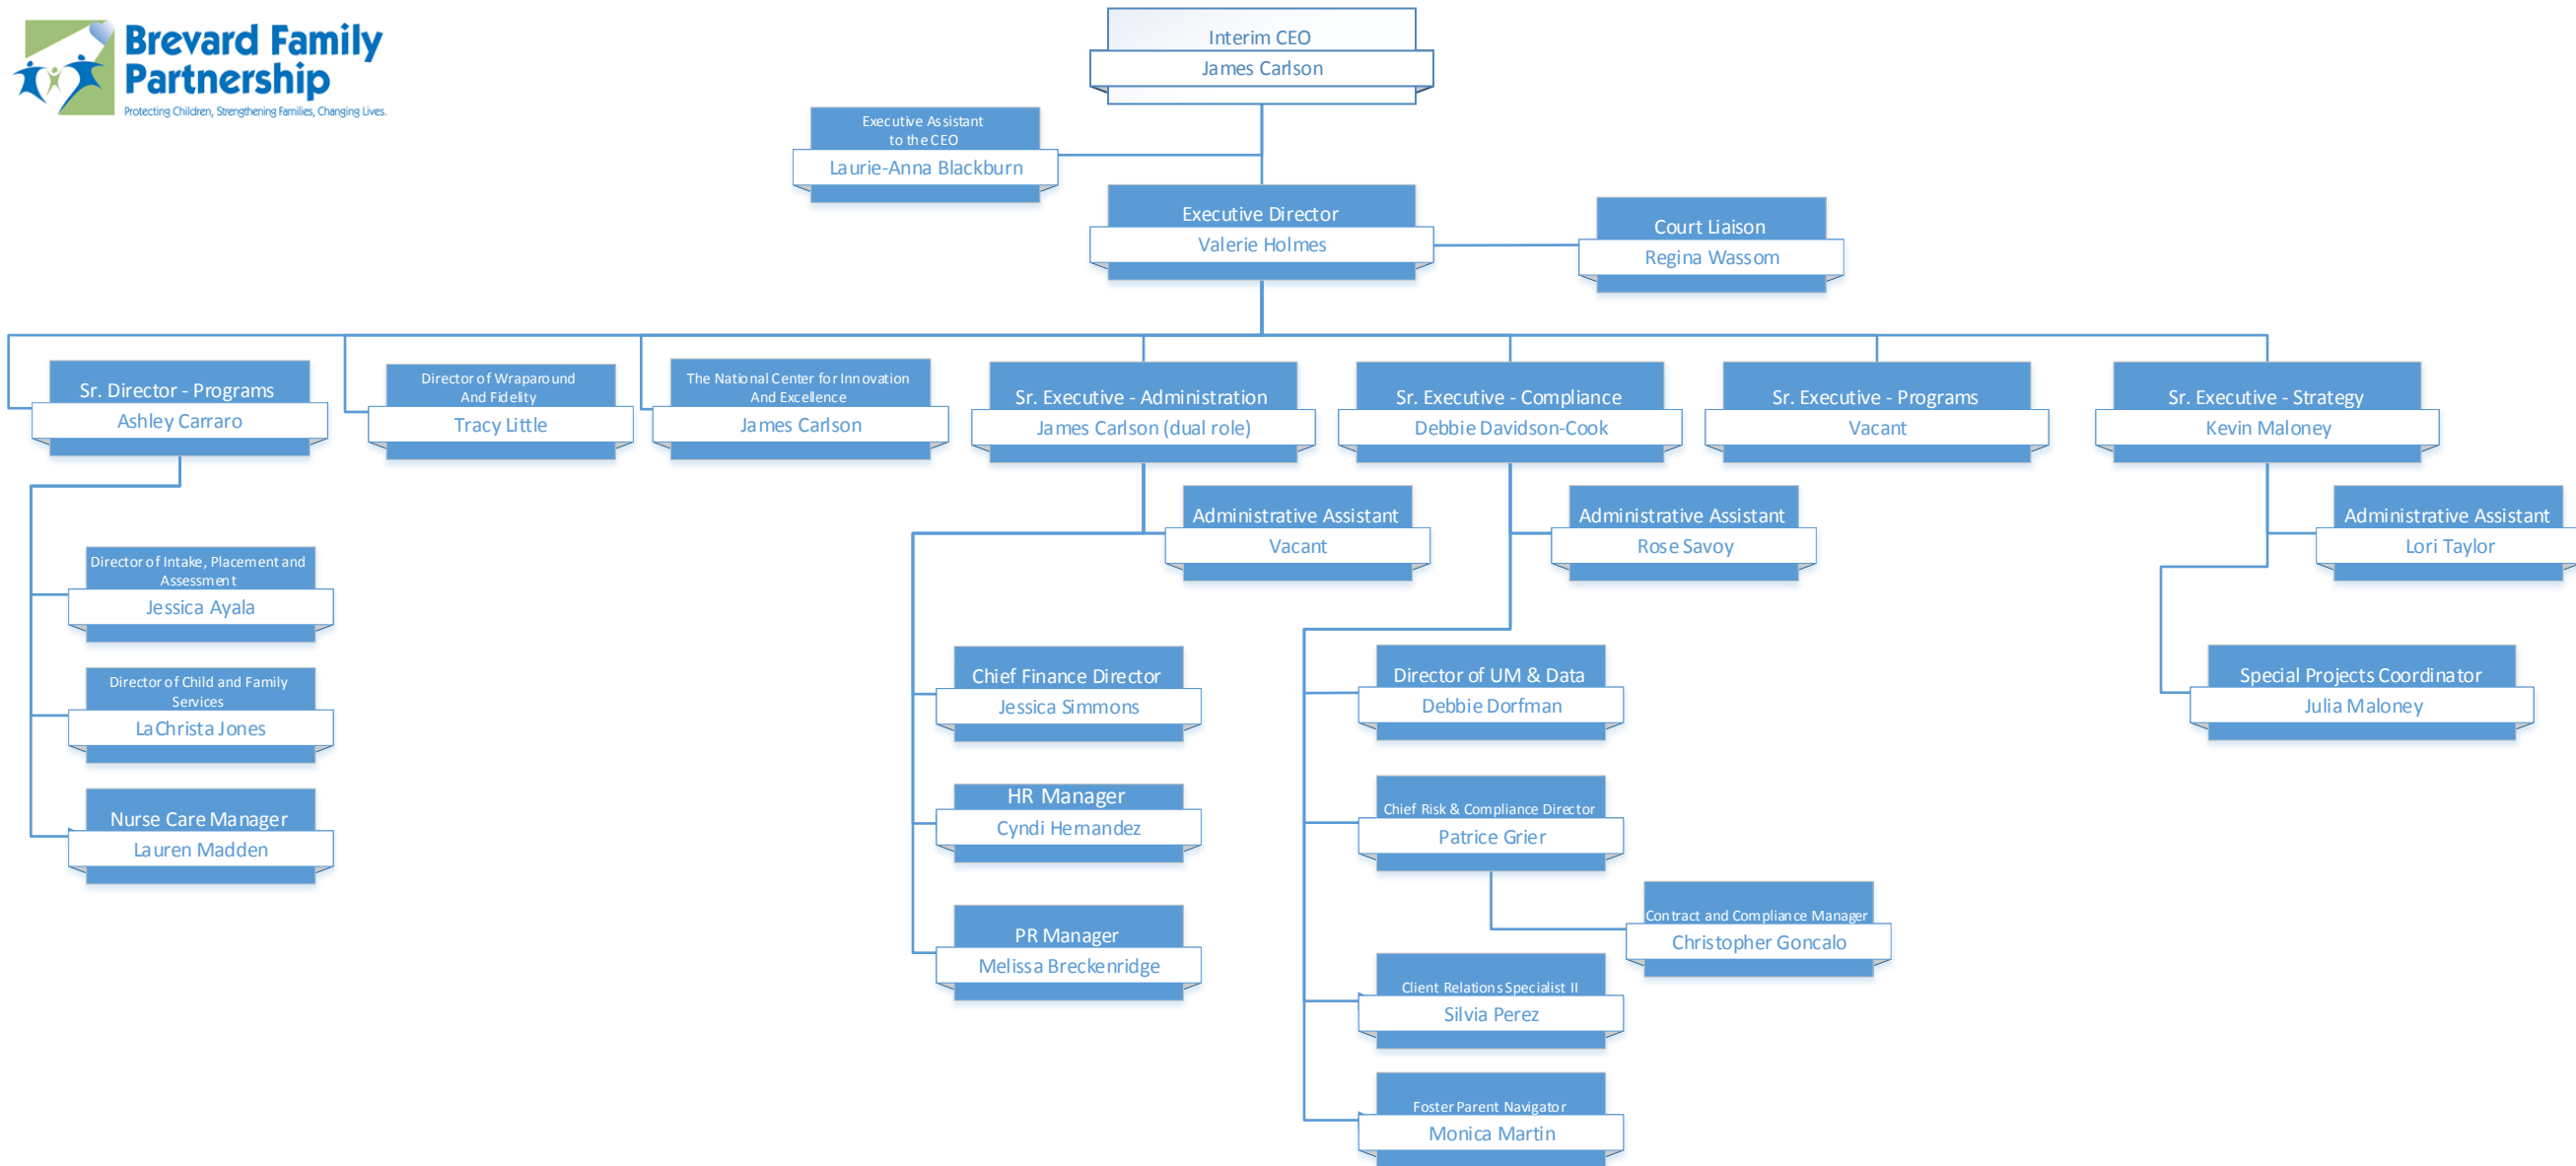 Brevard Family
Partnership
Protecting Children, Strengthening Families, Changing Lives.
Interim CEO
James Carlson
Executive Assistant
to the CEO
Laurie-Anna Blackburn
Executive Director
Valerie Holmes
Court Liaison
Regina Wassom
Sr. Director - Programs
Ashley Carraro
Director of Wraparound
And Fidelity
Tracy Little
The National Center for Innovation
And Excellence
James Carlson
Sr. Executive - Administration
James Carlson (dual role)
Sr. Executive - Compliance
Debbie Davidson-Cook
Sr. Executive - Programs
Vacant
Sr. Executive - Strategy
Kevin Maloney
Administrative Assistant
Vacant
Administrative Assistant
Rose Savoy
Administrative Assistant
Lori Taylor
Director of Intake, Placement and
Assessment
Jessica Ayala
Director of Child and Family
Services
LaChrista Jones
Nurse Care Manager
Lauren Madden
Chief Finance Director
Jessica Simmons
HR Manager
Cyndi Hernandez
PR Manager
Melissa Breckenridge
Director of UM & Data
Debbie Dorfman
Chief Risk & Compliance Director
Patrice Grier
Contract and Compliance Manager
Christopher Goncalo
Client Relations Specialist II
Silvia Perez
Foster Parent Navigator
Monica Martin
Special Projects Coordinator
Julia Maloney